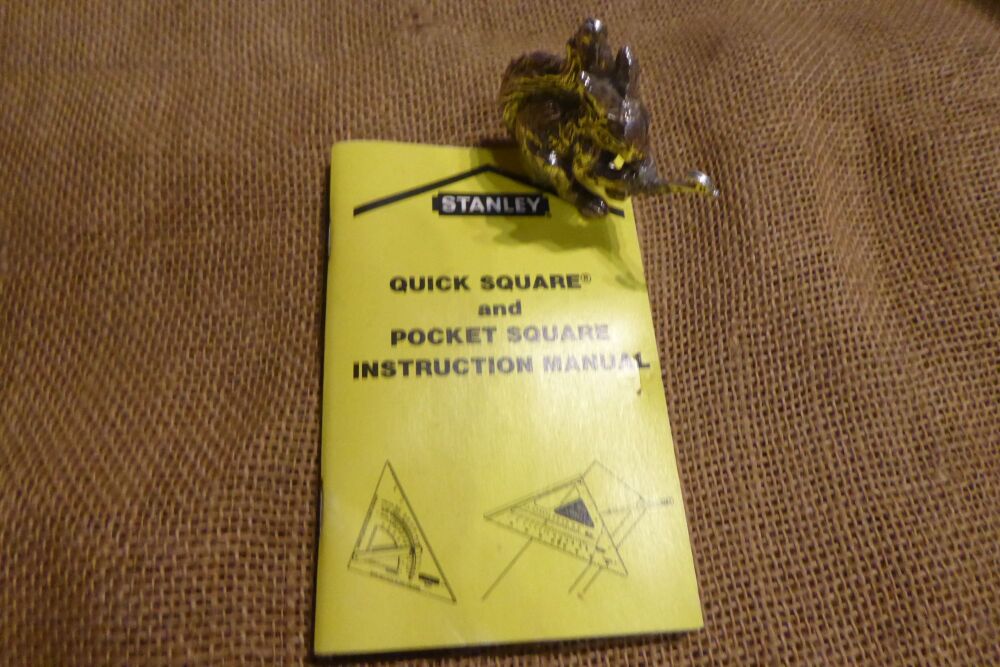 STANLEY
QUICK SQUARE®
and
POCKET SQUARE
INSTRUCTION MANUAL